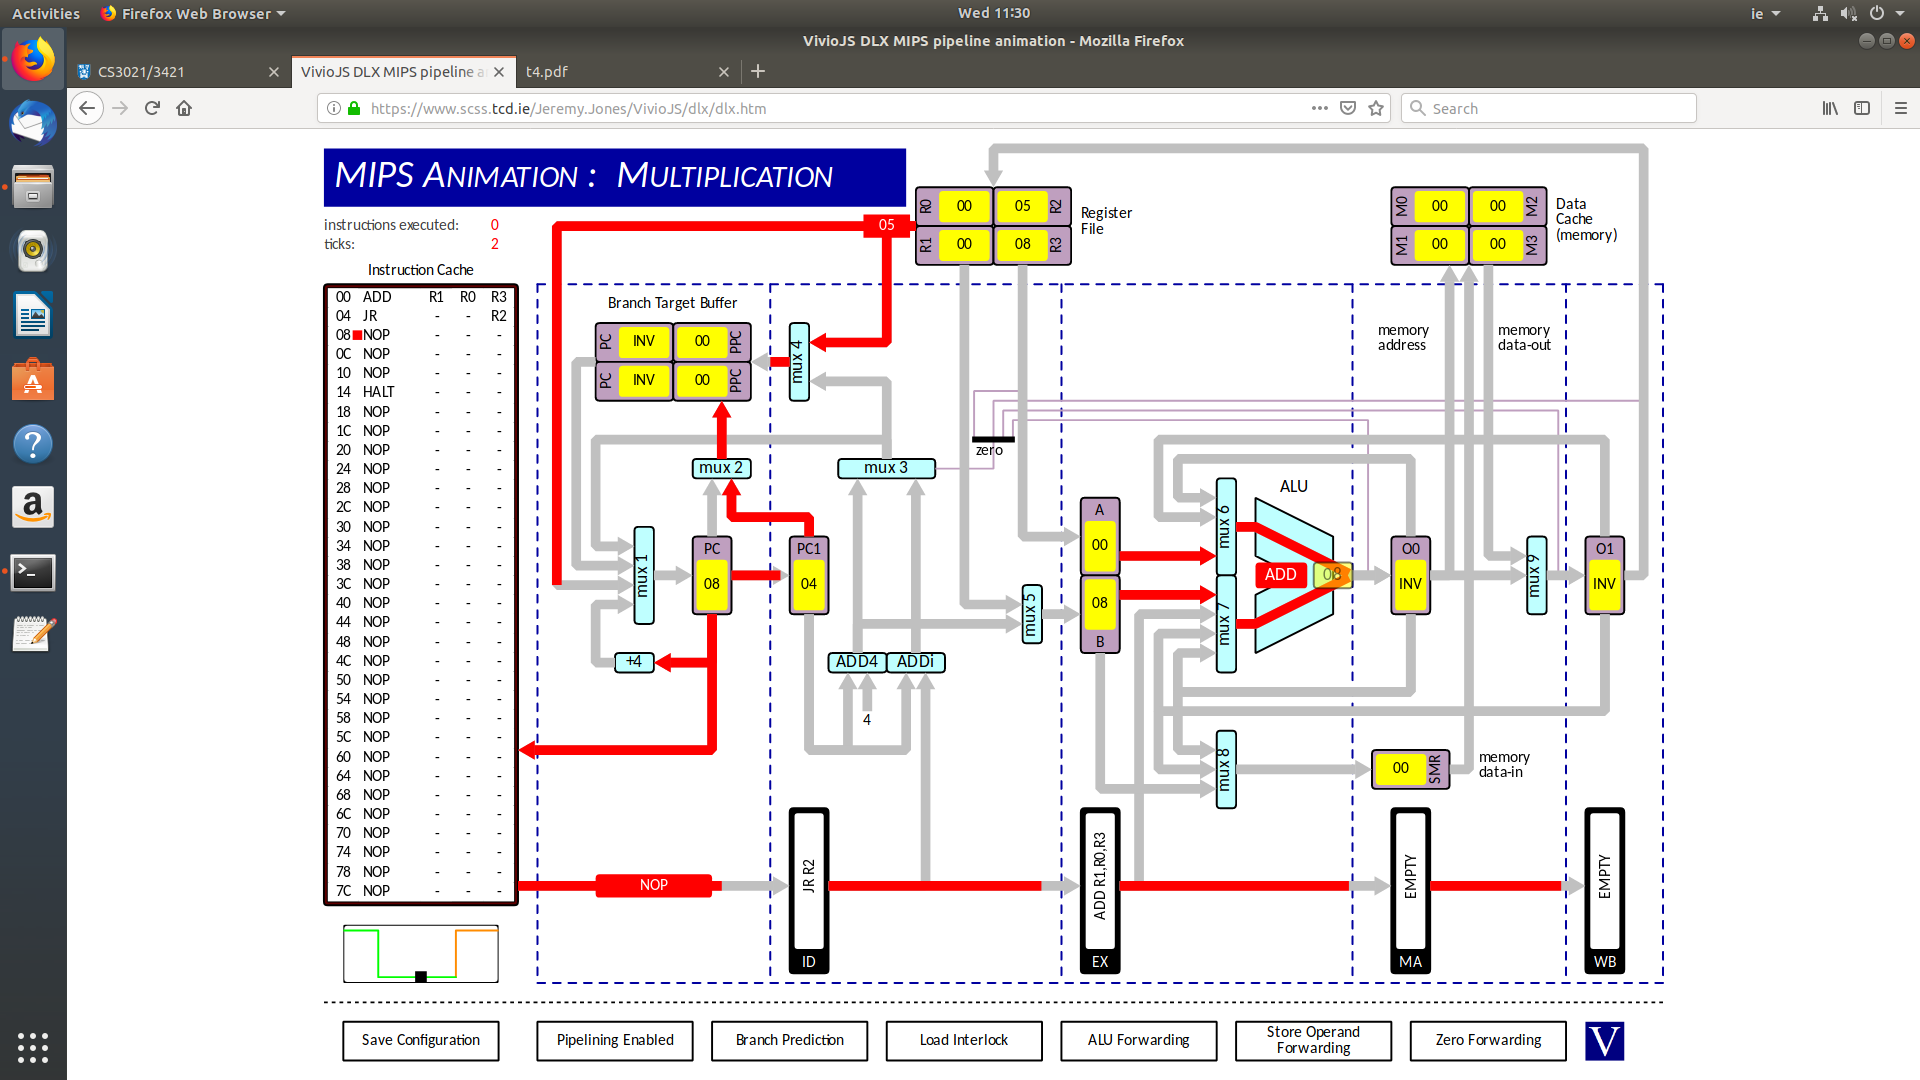 Activities Firefox Web Browser Wed 11:30 ie
VivioJS DLX MIPS pipeline animation - Mozilla Firefox
CS3021/3421 VivioJS DLX MIPS pipeline a t4.pdf
https://www.scss.tcd.ie/Jeremy.Jones/VivioJS/dlx/dlx.htm Search
MIPS ANIMATION : MULTIPLICATION
instructions executed: 0
ticks: 2
Instruction Cache
00 ADD R1 R0 R3
04 JR - - R2
08 NOP - - -
0C NOP - - -
10 NOP - - -
14 HALT - - -
18 NOP - - -
1C NOP - - -
20 NOP - - -
24 NOP - - -
28 NOP - - -
2C NOP - - -
30 NOP - - -
34 NOP - - -
38 NOP - - -
3C NOP - - -
40 NOP - - -
44 NOP - - -
48 NOP - - -
4C NOP - - -
50 NOP - - -
54 NOP - - -
58 NOP - - -
5C NOP - - -
60 NOP - - -
64 NOP - - -
68 NOP - - -
6C NOP - - -
70 NOP - - -
74 NOP - - -
78 NOP - - -
7C NOP - - -
05
R0 00 05 R2
R1 00 08 R3
Register
File
M0 00 00 M2
M1 00 00 M3
Data
Cache
(memory)
Branch Target Buffer
PC INV 00 PPC
PC INV 00 PPC
mux 4
memory
address
memory
data-out
zero
mux 2
mux 3
mux 1
PC
08
PC1
04
+4
ADD4 ADDi
4
mux 5
A
00
08
B
mux 6
mux 7
ALU
ADD 08
O0
INV
mux 9
O1
INV
mux 8
00 SMR
memory
data-in
NOP
JR R2
ID
ADD R1,R0,R3
EX
EMPTY
MA
EMPTY
WB
Save Configuration
Pipelining Enabled
Branch Prediction
Load Interlock
ALU Forwarding
Store Operand
Forwarding
Zero Forwarding
V